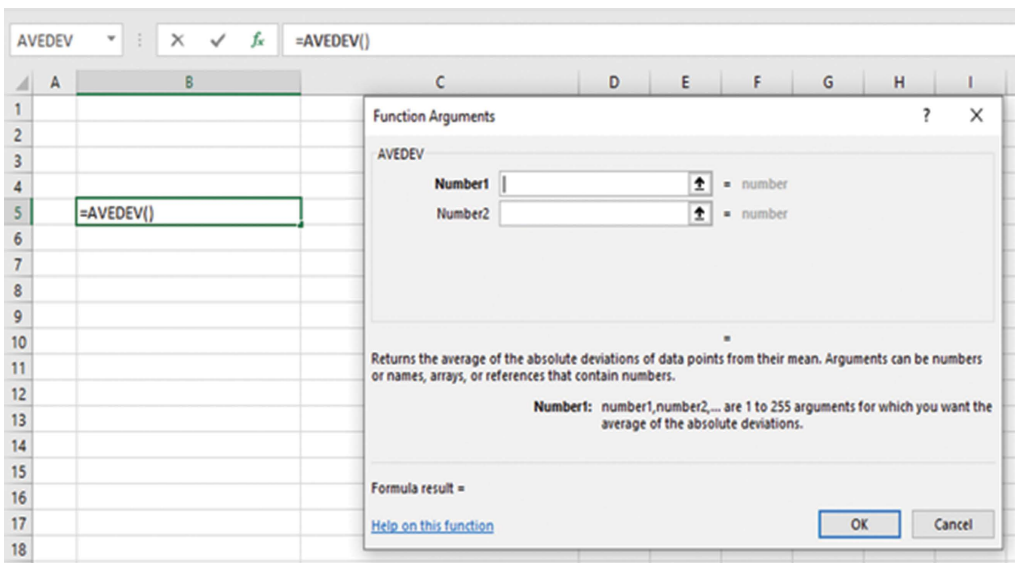 AVEDEV fx =AVEDEV()
A B C D E F G H I
1
2
3
4
5 =AVEDEV()
6
7
8
9
10
11
12
13
14
15
16
17
18
Function Arguments ? X
AVEDEV
Number1 = number
Number2 = number
=
Returns the average of the absolute deviations of data points from their mean. Arguments can be numbers
or names, arrays, or references that contain numbers.
Number1: number1,number2,... are 1 to 255 arguments for which you want the
average of the absolute deviations.
Formula result =
Help on this function OK Cancel